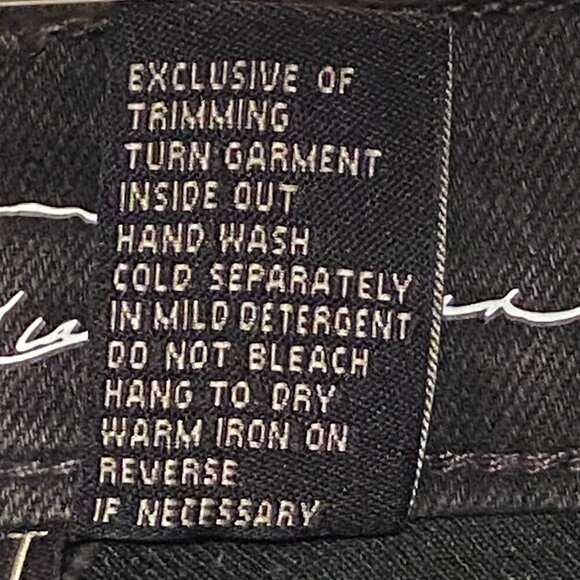 EXCLUSIVE OF
TRIMMING
TURN GARMENT
INSIDE OUT
HAND WASH
COLD SEPARATELY
IN MILD DETERGENT
DO NOT BLEACH
HANG TO DRY
WARM IRON ON
REVERSE
IF NECESSARY